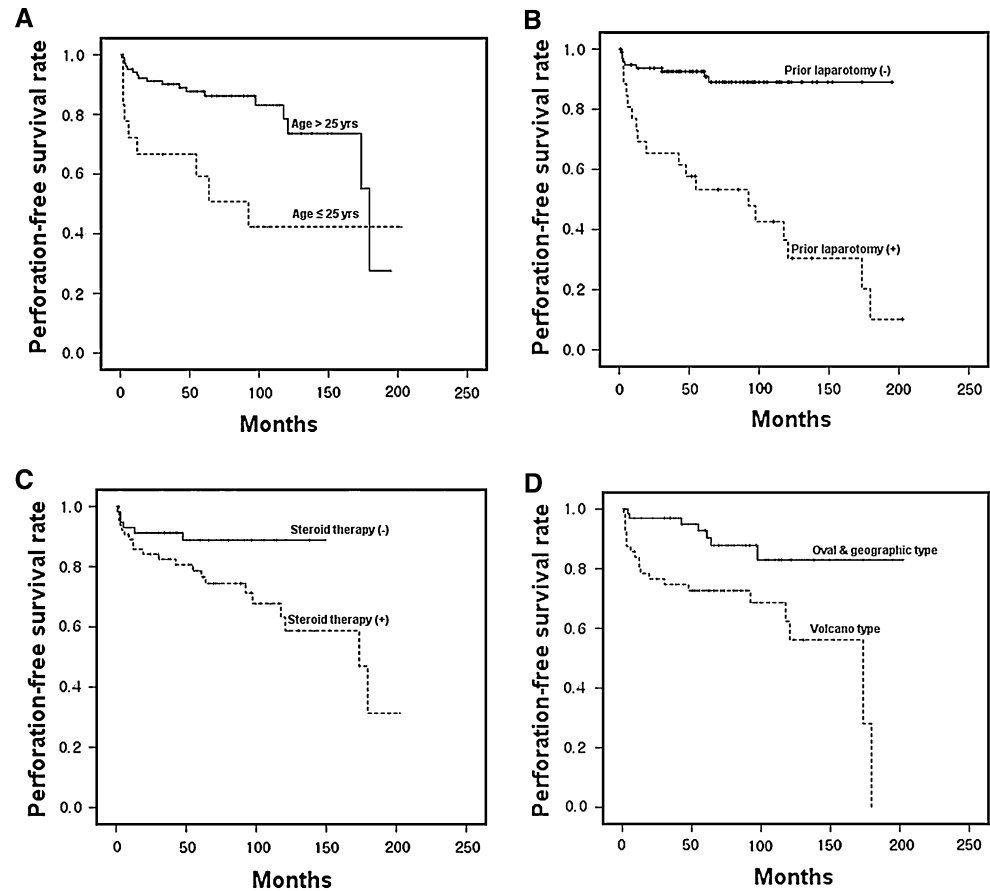 A
Perforation-free survival rate
1.0
0.8
0.6
0.4
0.2
0.0
Age > 25 yrs
Age ≤ 25 yrs
0 50 100 150 200 250
Months
B
Perforation-free survival rate
1.0
0.8
0.6
0.4
0.2
0.0
Prior laparotomy (-)
Prior laparotomy (+)
0 50 100 150 200 250
Months
C
Perforation-free survival rate
1.0
0.8
0.6
0.4
0.2
0.0
Steroid therapy (-)
Steroid therapy (+)
0 50 100 150 200 250
Months
D
Perforation-free survival rate
1.0
0.8
0.6
0.4
0.2
0.0
Oval & geographic type
Volcano type
0 50 100 150 200 250
Months